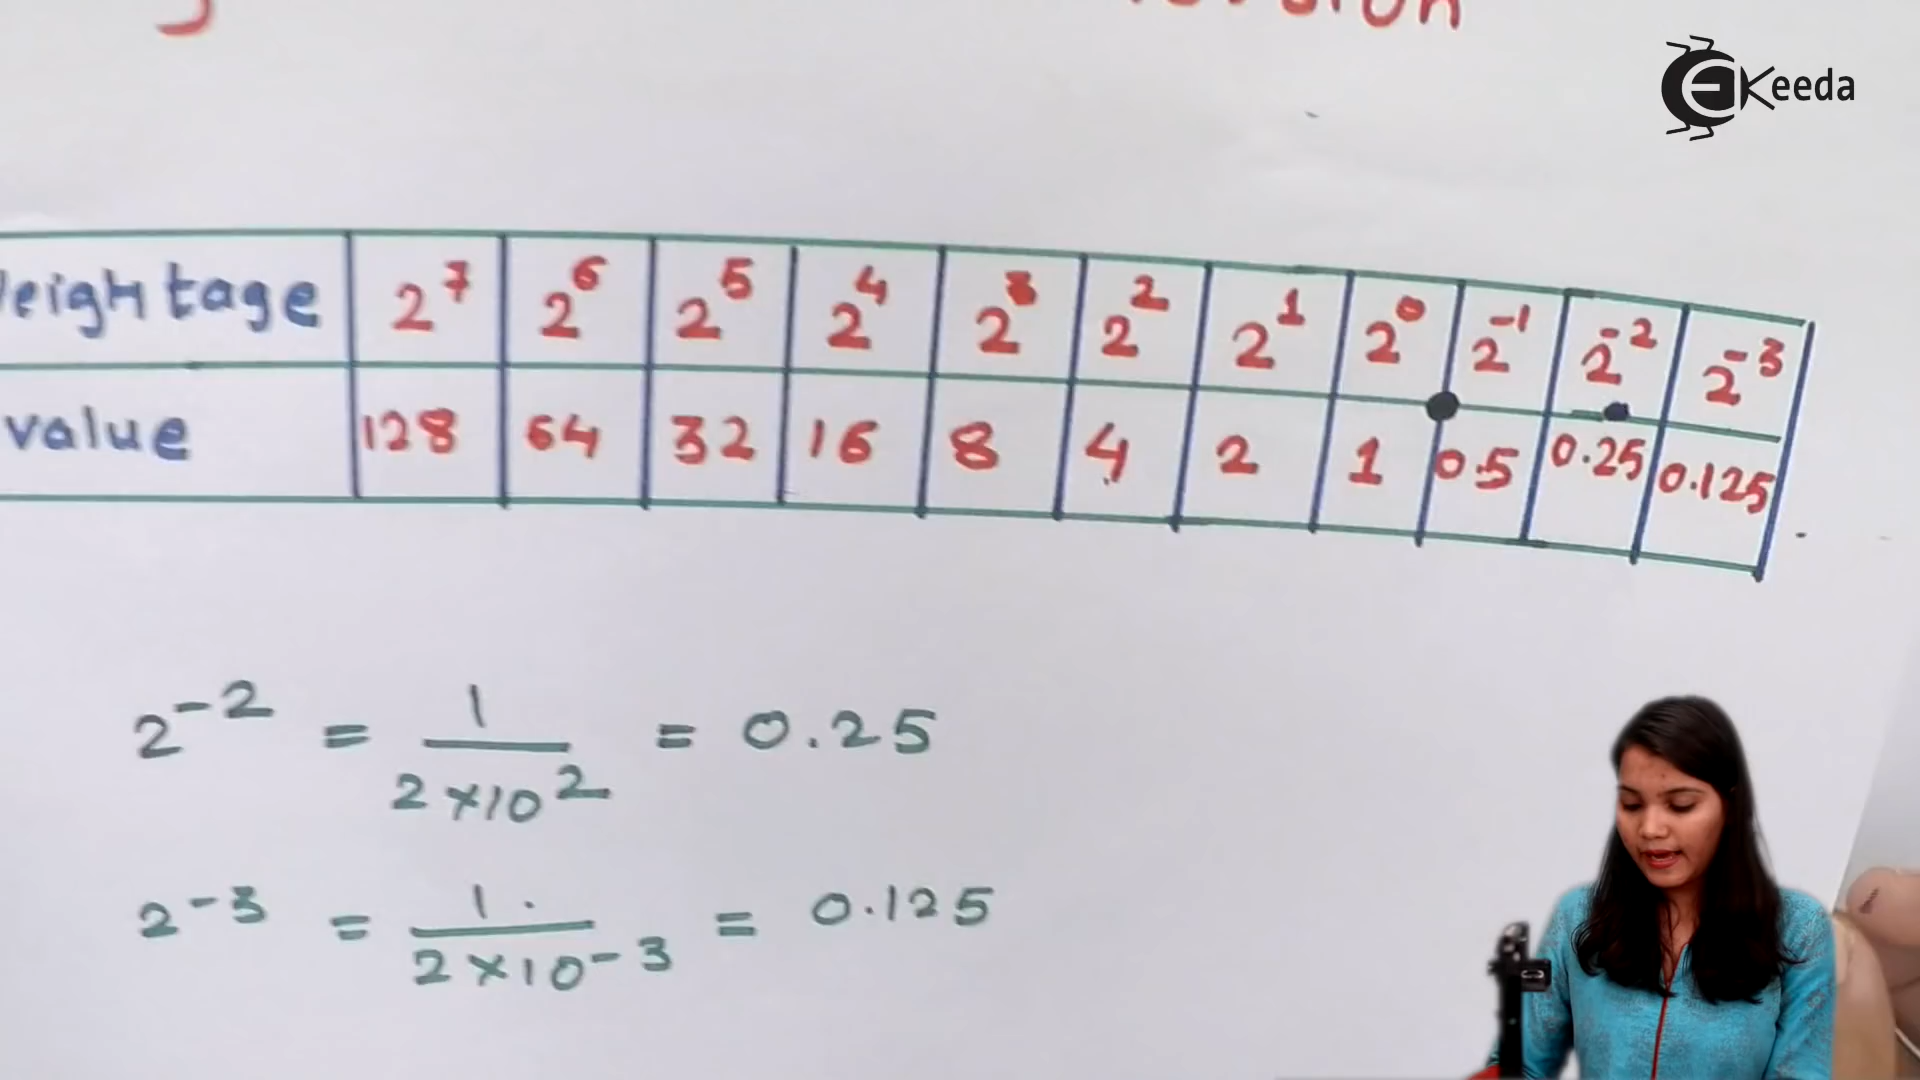 Keeda
2^7 2^6 2^5 2^4 2^3 2^2 2^1 2^0 2^-1 2^-2 2^-3
value 128 64 32 16 8 4 2 1 0.5 0.25 0.125
2^-2 = 1 / 2×10^2 = 0.25
2^-3 = 1 / 2×10^-3 = 0.125